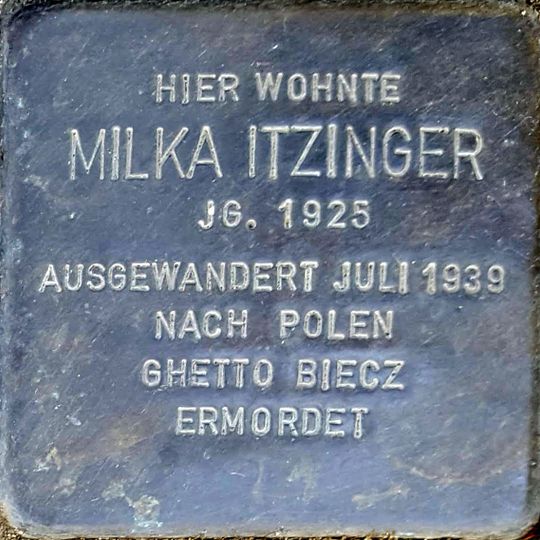 HIER WOHNTE
MILKA ITZINGER
JG. 1925
AUSGEWANDERT JULI 1939
NACH POLEN
GHETTO BIECZ
ERMORDET